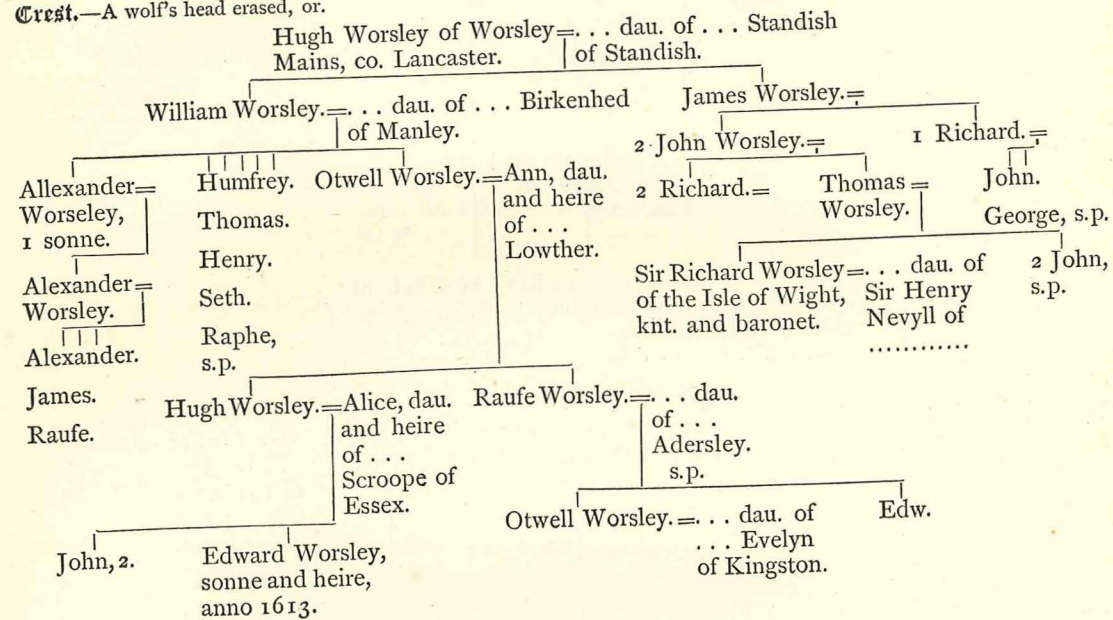 Crest.—A wolf's head erased, or.
Hugh Worsley of Worsley=. . . dau. of . . . Standish
Mains, co. Lancaster. of Standish.
William Worsley.=. . . dau. of . . . Birkenhed
of Manley.
James Worsley.=
2 John Worsley.=
1 Richard.=
Allexander=
Worseley,
1 sonne.
Humfrey.
Thomas.
Henry.
Seth.
Raphe,
s.p.
Otwell Worsley.=Ann, dau.
and heire
of . . .
Lowther.
2 Richard.=
Thomas=
Worsley.
John.
George, s.p.
Alexander=
Worsley.
Alexander.
James.
Raufe.
Sir Richard Worsley=. . . dau. of
of the Isle of Wight, Sir Henry
knt. and baronet. Nevyll of
............
2 John,
s.p.
Hugh Worsley.=Alice, dau.
and heire
of . . .
Scroope of
Essex.
Raufe Worsley.=. . . dau.
of . . .
Adersley.
s.p.
John, 2.
Edward Worsley,
sonne and heire,
anno 1613.
Otwell Worsley.=. . . dau. of
. . . Evelyn
of Kingston.
Edw.